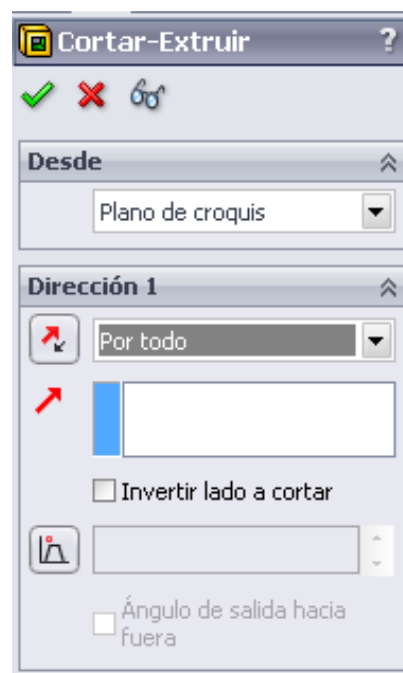 Cortar-Extruir ?
Desde
Plano de croquis
Dirección 1
Por todo
Invertir lado a cortar
Ángulo de salida hacia
fuera